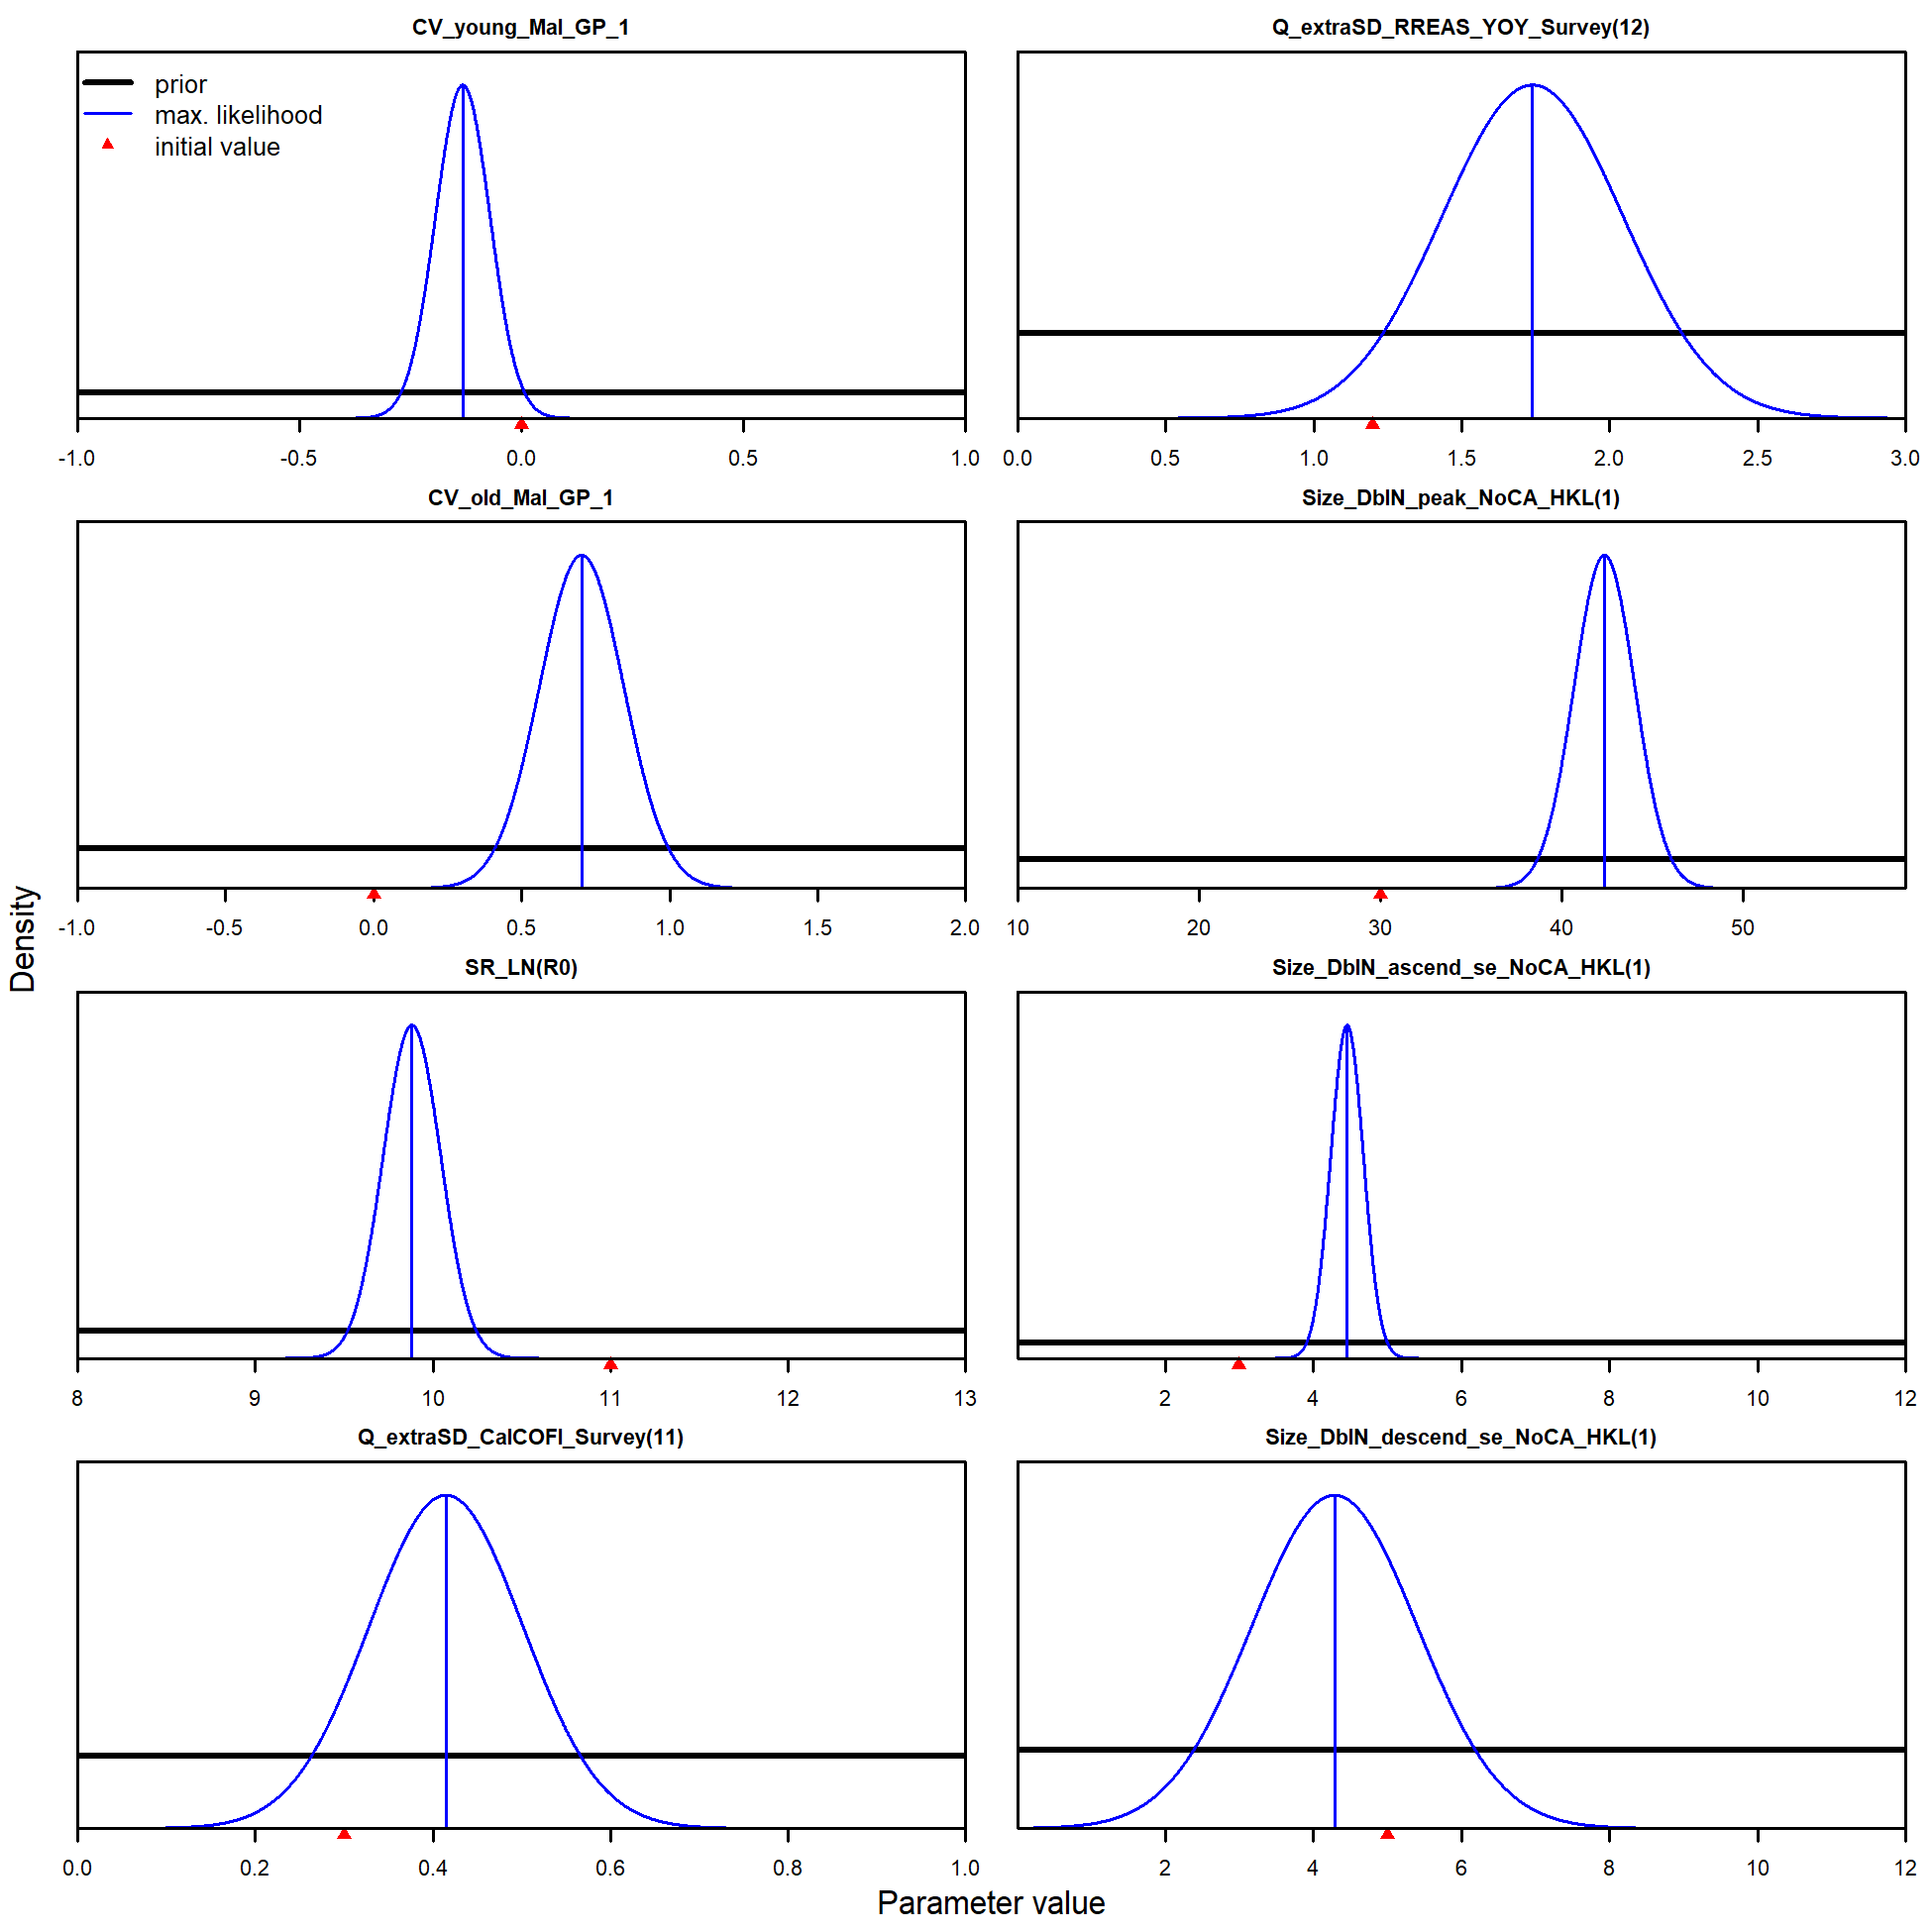 CV_young_Mal_GP_1
prior
max. likelihood
initial value
-1.0 -0.5 0.0 0.5 1.0
Q_extraSD_RREAS_YOY_Survey(12)
0.0 0.5 1.0 1.5 2.0 2.5 3.0
CV_old_Mal_GP_1
-1.0 -0.5 0.0 0.5 1.0 1.5 2.0
Size_DblN_peak_NoCA_HKL(1)
10 20 30 40 50
SR_LN(R0)
8 9 10 11 12 13
Size_DblN_ascend_se_NoCA_HKL(1)
2 4 6 8 10 12
Q_extraSD_CalCOFI_Survey(11)
0.0 0.2 0.4 0.6 0.8 1.0
Size_DblN_descend_se_NoCA_HKL(1)
2 4 6 8 10 12
Density
Parameter value